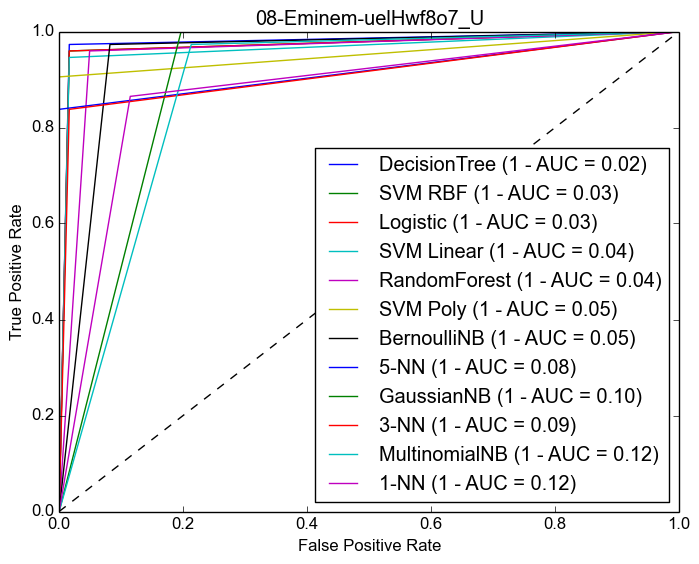 08-Eminem-uelHwf8o7_U
True Positive Rate
1.0
0.8
0.6
0.4
0.2
0.0
DecisionTree (1 - AUC = 0.02)
SVM RBF (1 - AUC = 0.03)
Logistic (1 - AUC = 0.03)
SVM Linear (1 - AUC = 0.04)
RandomForest (1 - AUC = 0.04)
SVM Poly (1 - AUC = 0.05)
BernoulliNB (1 - AUC = 0.05)
5-NN (1 - AUC = 0.08)
GaussianNB (1 - AUC = 0.10)
3-NN (1 - AUC = 0.09)
MultinomialNB (1 - AUC = 0.12)
1-NN (1 - AUC = 0.12)
0.0 0.2 0.4 0.6 0.8 1.0
False Positive Rate